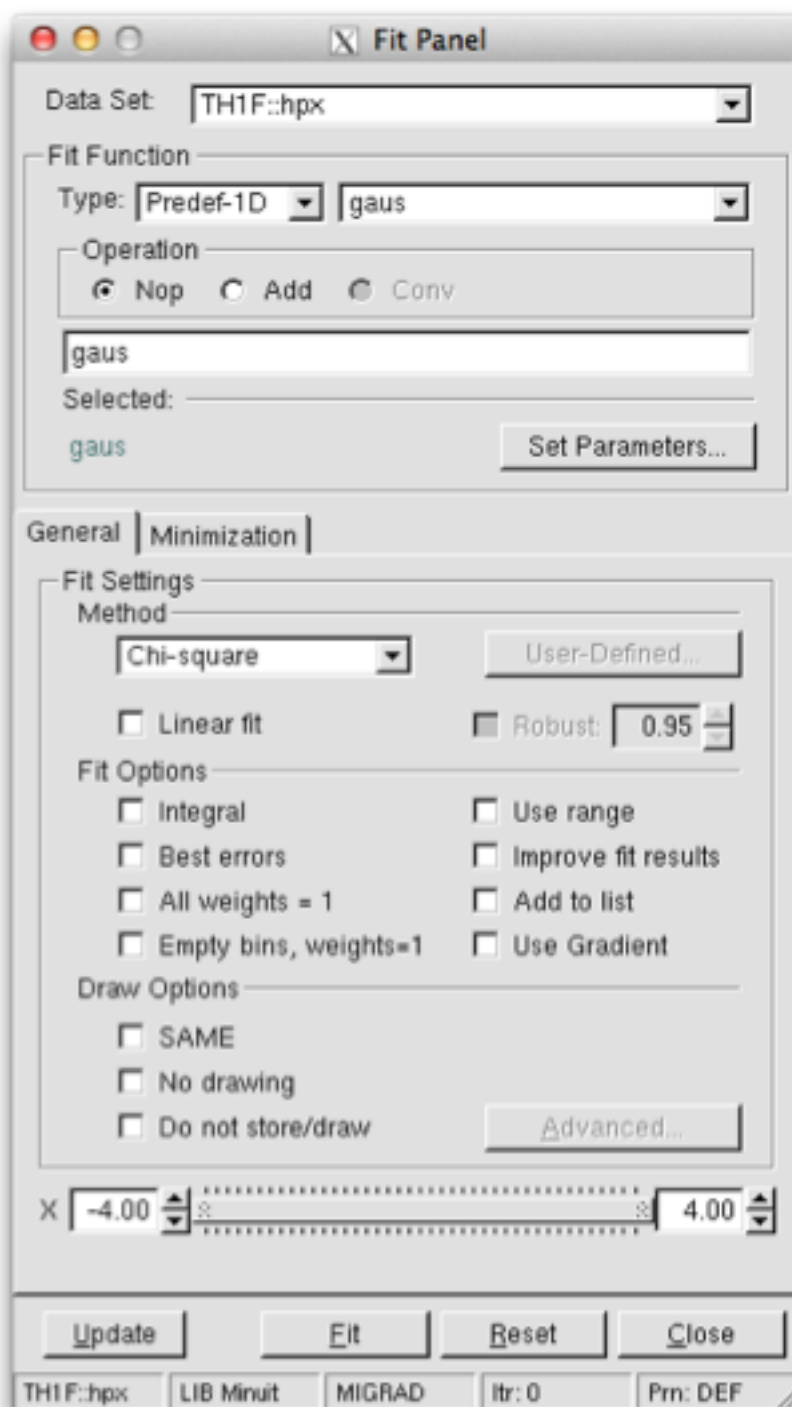 Fit Panel
Data Set: TH1F::hpx
Fit Function
Type: Predef-1D gaus
Operation
Nop Add Conv
gaus
Selected:
gaus Set Parameters...
General Minimization
Fit Settings
Method
Chi-square User-Defined...
Linear fit Robust: 0.95
Fit Options
Integral Use range
Best errors Improve fit results
All weights = 1 Add to list
Empty bins, weights=1 Use Gradient
Draw Options
SAME
No drawing
Do not store/draw Advanced...
X -4.00 4.00
Update Fit Reset Close
TH1F::hpx LIB Minuit MIGRAD Itr: 0 Prn: DEF